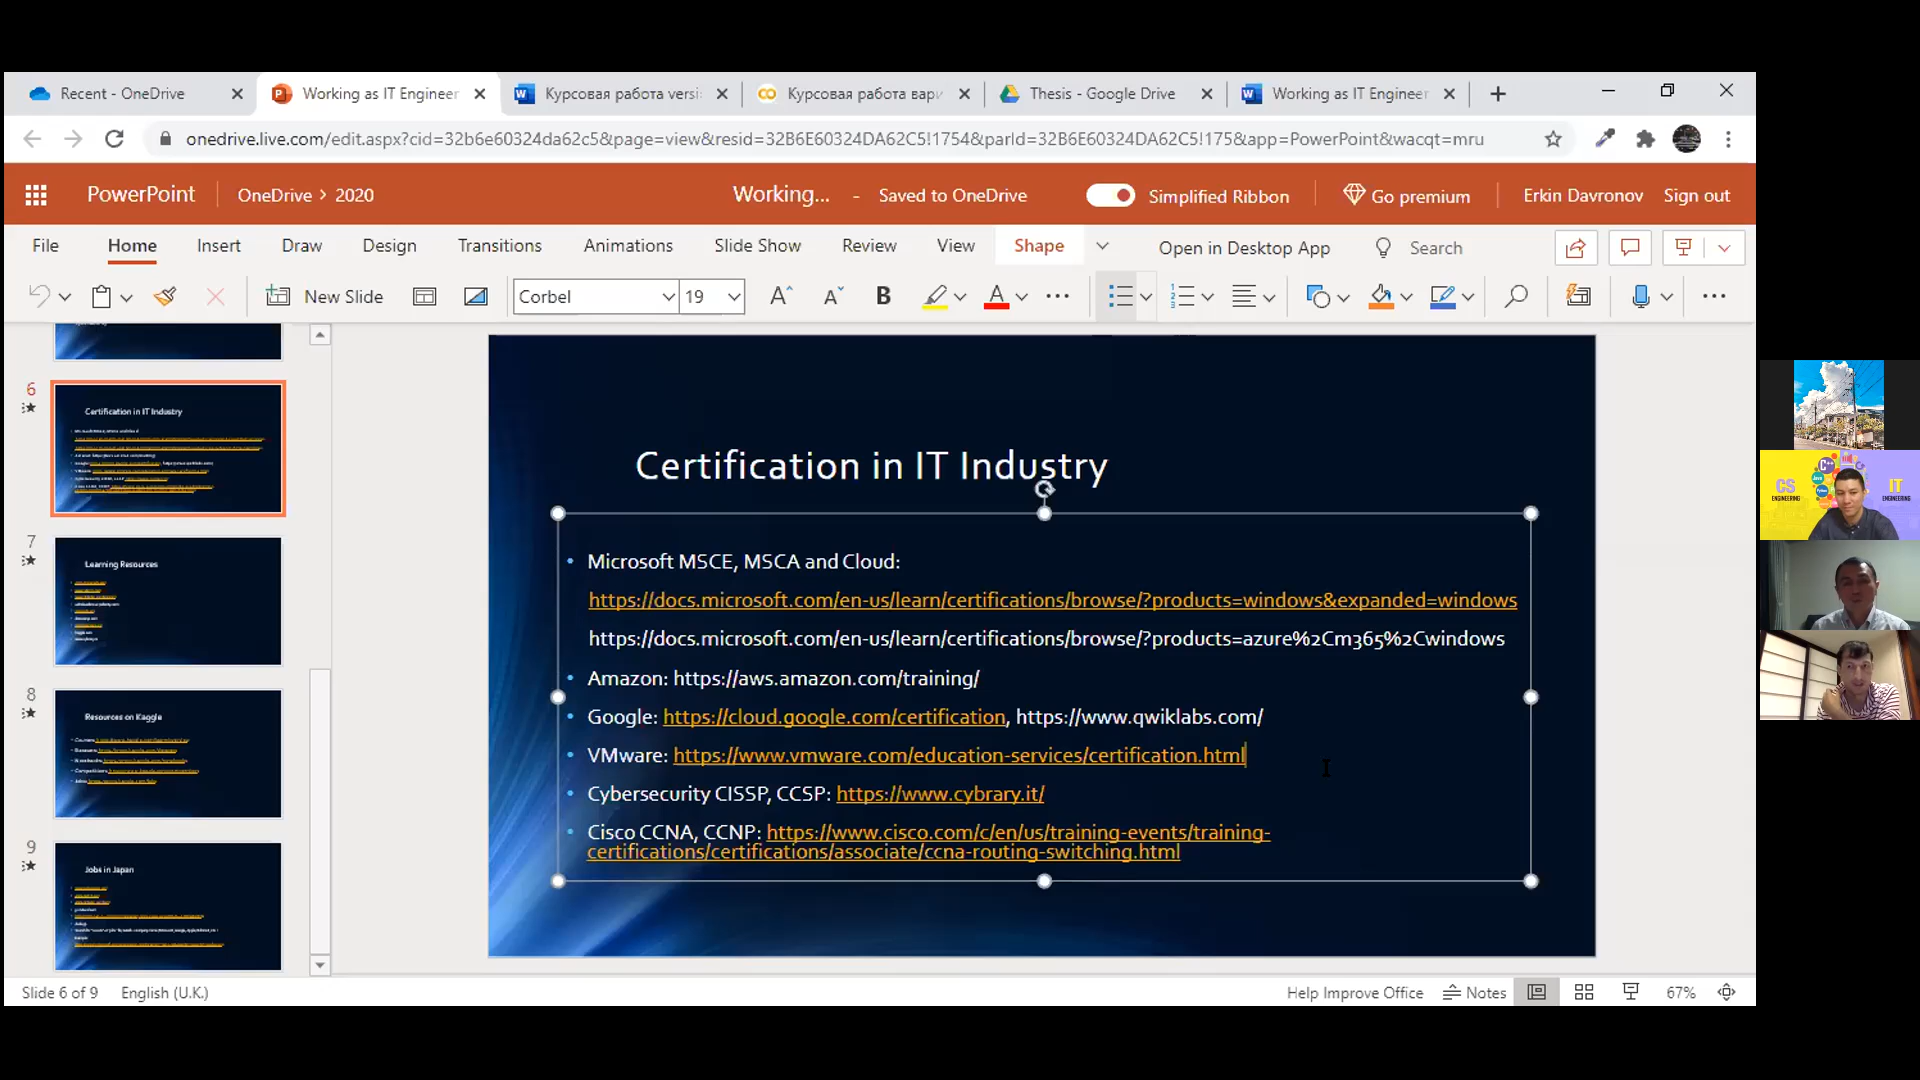 Recent - OneDrive
Working as IT Engineer
Курсовая работа versi
Курсовая работа вари
Thesis - Google Drive
Working as IT Engineer
onedrive.live.com/edit.aspx?cid=32b6e60324da62c5&page=view&resid=32B6E60324DA62C5!1754&parId=32B6E60324DA62C5!175&app=PowerPoint&wacqt=mru
PowerPoint
OneDrive > 2020
Working... - Saved to OneDrive
Simplified Ribbon
Go premium
Erkin Davronov
Sign out
File Home Insert Draw Design Transitions Animations Slide Show Review View Shape
Open in Desktop App
Search
New Slide
Corbel
19
6
Certification in IT Industry
7
Learning Resources
8
Resources on Kaggle
9
Jobs in Japan
Certification in IT Industry
• Microsoft MSCE, MSCA and Cloud:
https://docs.microsoft.com/en-us/learn/certifications/browse/?products=windows&expanded=windows
https://docs.microsoft.com/en-us/learn/certifications/browse/?products=azure%2Cm365%2Cwindows
• Amazon: https://aws.amazon.com/training/
• Google: https://cloud.google.com/certification, https://www.qwiklabs.com/
• VMware: https://www.vmware.com/education-services/certification.html
• Cybersecurity CISSP, CCSP: https://www.cybrary.it/
• Cisco CCNA, CCNP: https://www.cisco.com/c/en/us/training-events/training-
certifications/certifications/associate/ccna-routing-switching.html
CS
ENGINEERING
C++
IT
ENGINEERING
Slide 6 of 9
English (U.K.)
Help Improve Office
Notes
67%